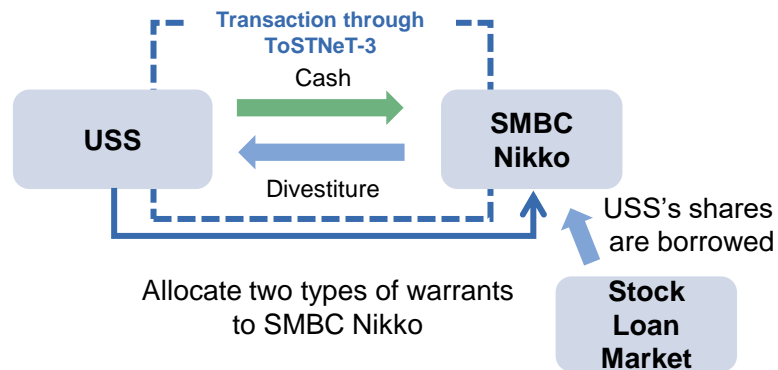 Transaction through
ToSTNeT-3
Cash
USS
SMBC
Nikko
Divestiture
USS's shares
are borrowed
Allocate two types of warrants
to SMBC Nikko
Stock
Loan
Market